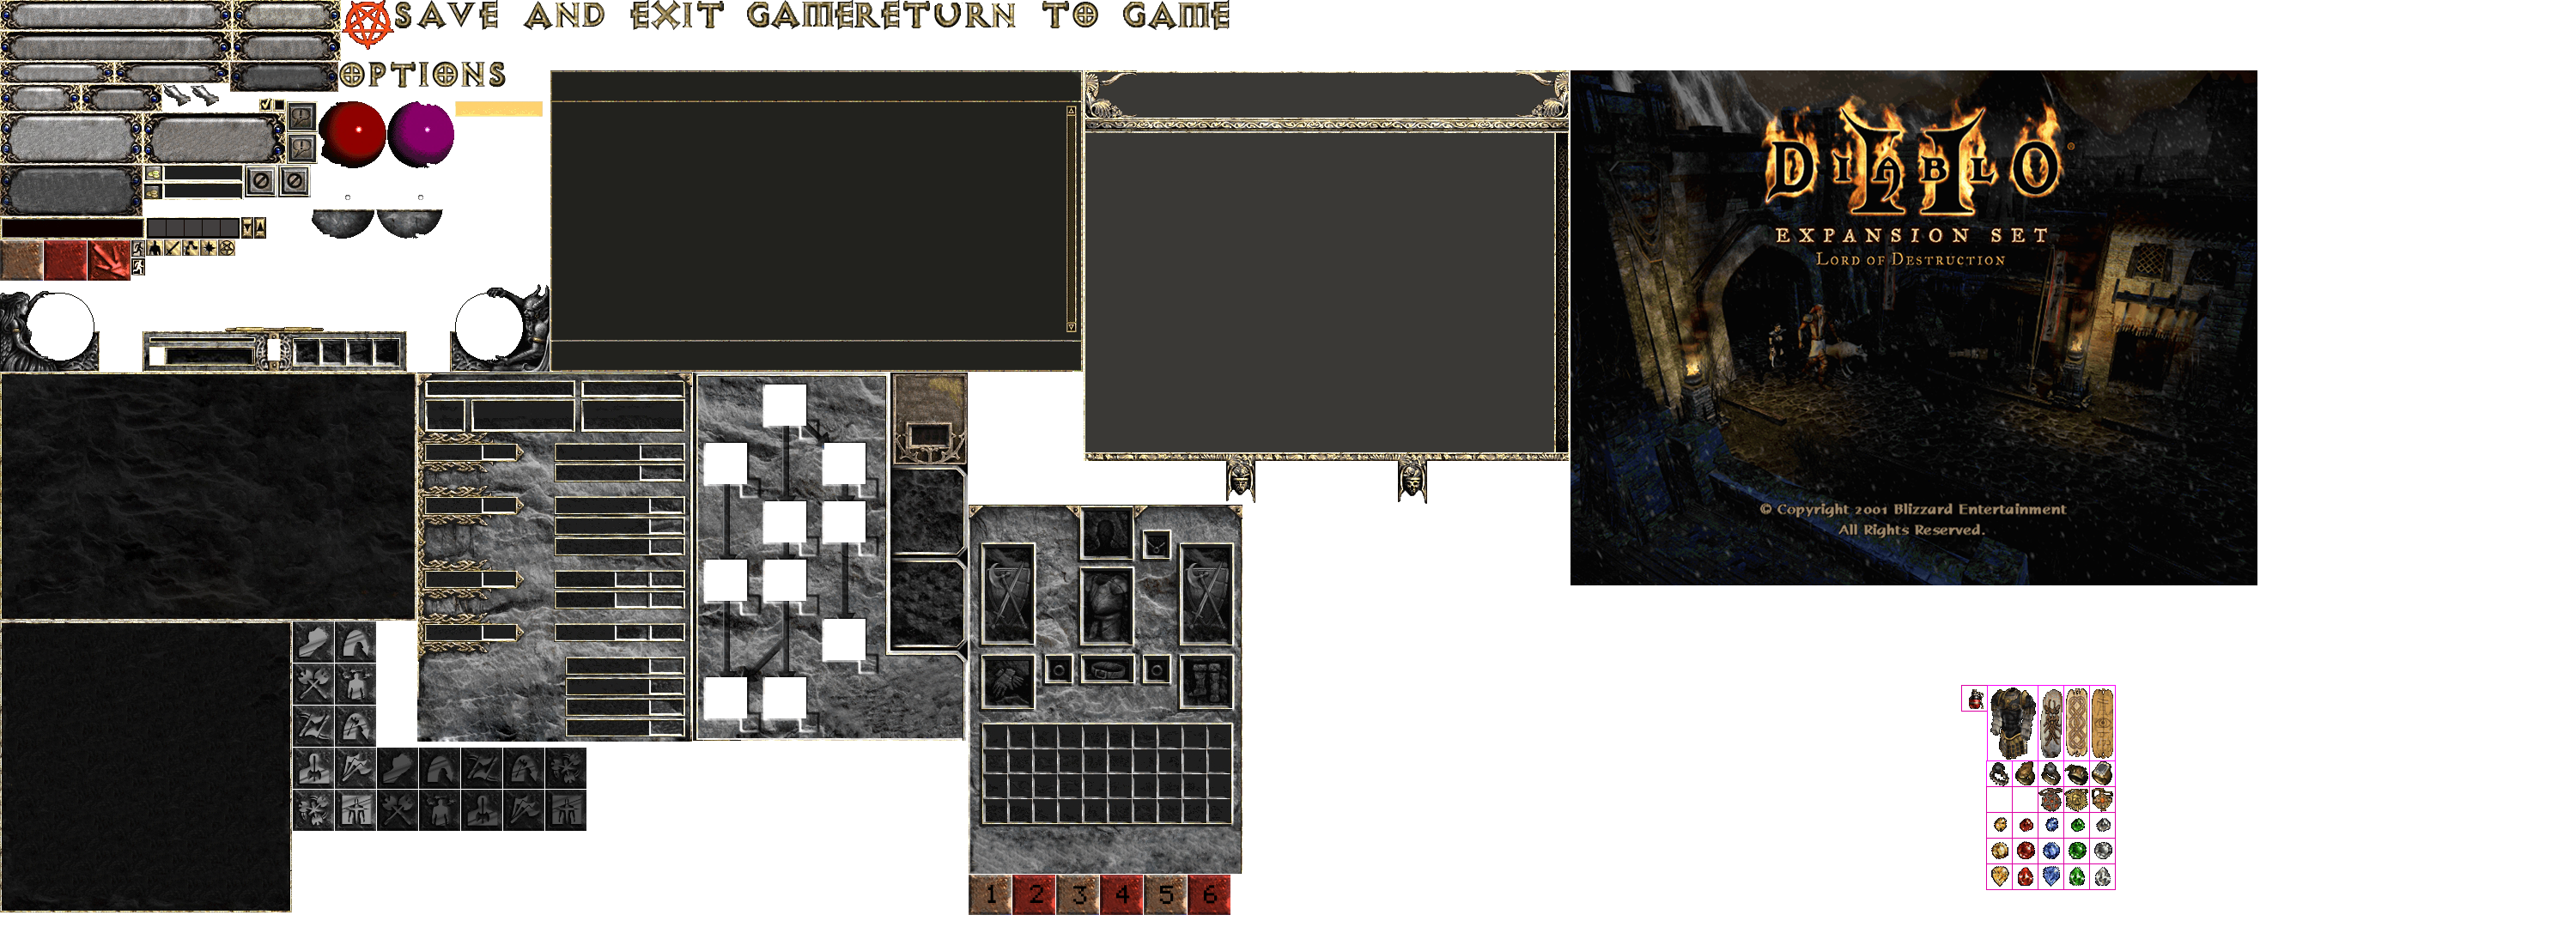 SAVE AND EXIT GAME
RETURN TO GAME
OPTIONS
DIABLO
II
EXPANSION SET
LORD OF DESTRUCTION
© Copyright 2001 Blizzard Entertainment
All Rights Reserved.
1 2 3 4 5 6